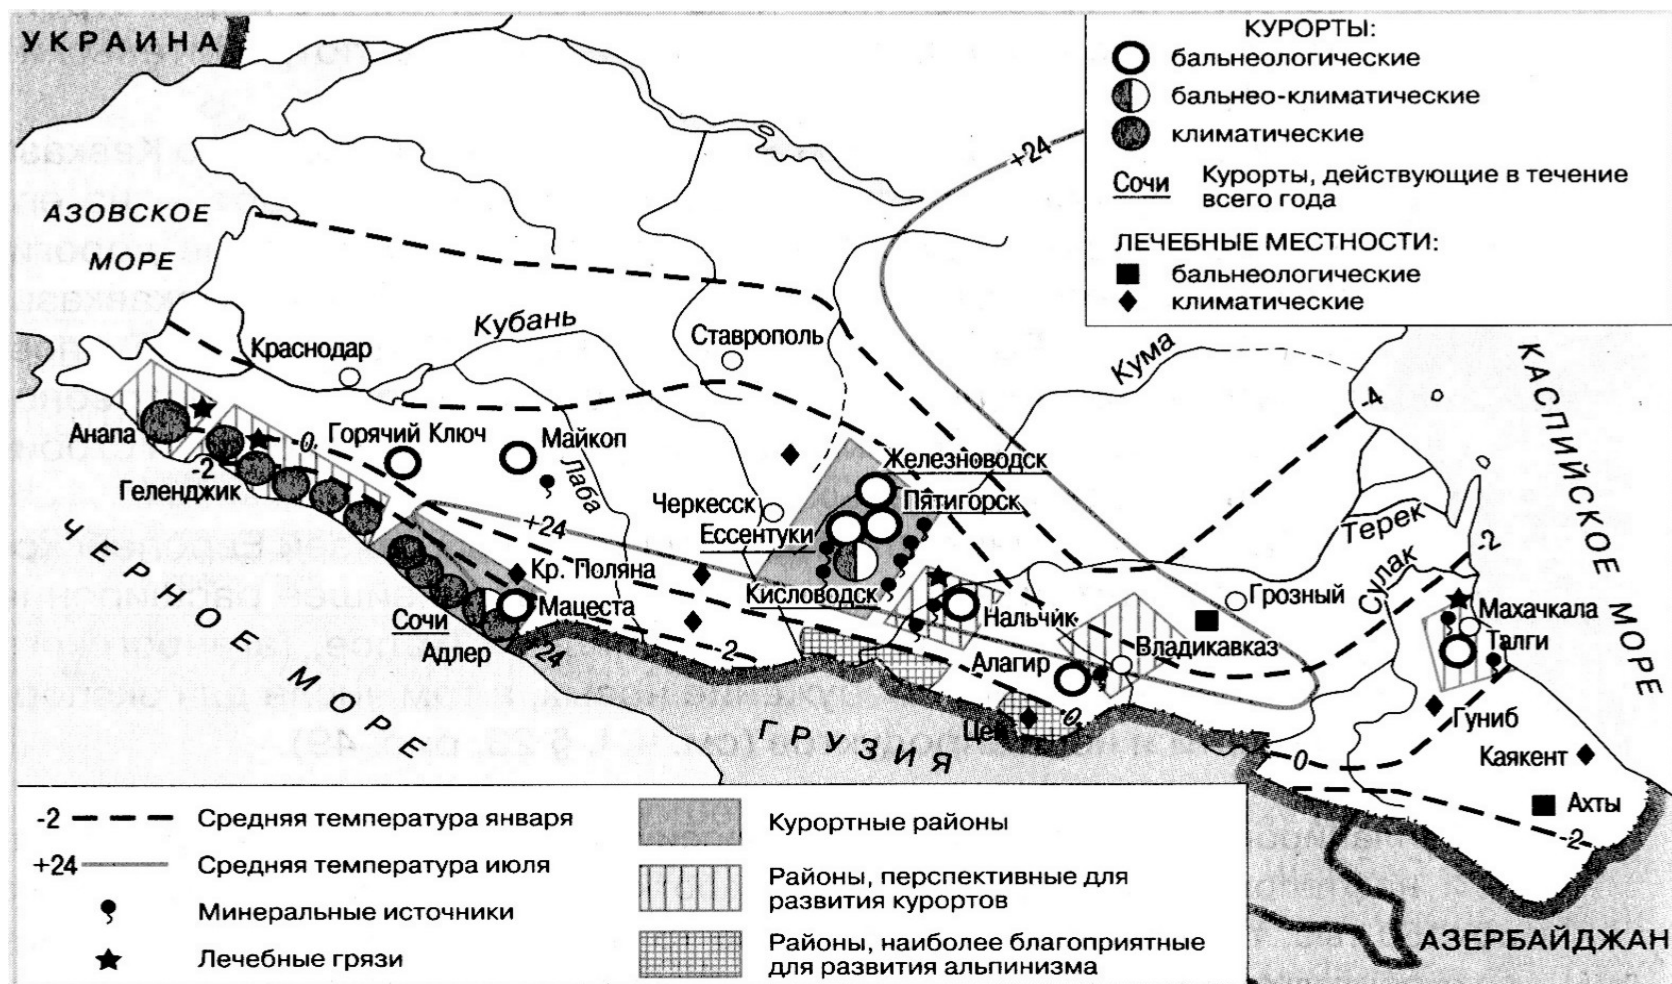 УКРАИНА
КУРОРТЫ:
бальнеологические
бальнео-климатические
климатические
Сочи
Курорты, действующие в течение
всего года
ЛЕЧЕБНЫЕ МЕСТНОСТИ:
бальнеологические
климатические
+24
АЗОВСКОЕ
МОРЕ
Кубань
Ставрополь
Краснодар
Кума
-4
КАСПИЙСКОЕ МОРЕ
Анапа
-0
Горячий Ключ
Майкоп
Лаба
Железноводск
-2
Геленджик
Черкесск
Пятигорск
Ессентуки
Терек
+24
Сулак
-2
ЧЕРНОЕ МОРЕ
Кр. Поляна
Кисловодск
Грозный
Мацеста
Нальчик
Махачкала
Сочи
Талги
Адлер
+24
-2
Алагир
Владикавказ
ГРУЗИЯ
Цей
0
Гуниб
0
Каякент
Ахты
-2
-2
Средняя температура января
+24
Средняя температура июля
Минеральные источники
Лечебные грязи
Курортные районы
Районы, перспективные для
развития курортов
Районы, наиболее благоприятные
для развития альпинизма
АЗЕРБАЙДЖАН